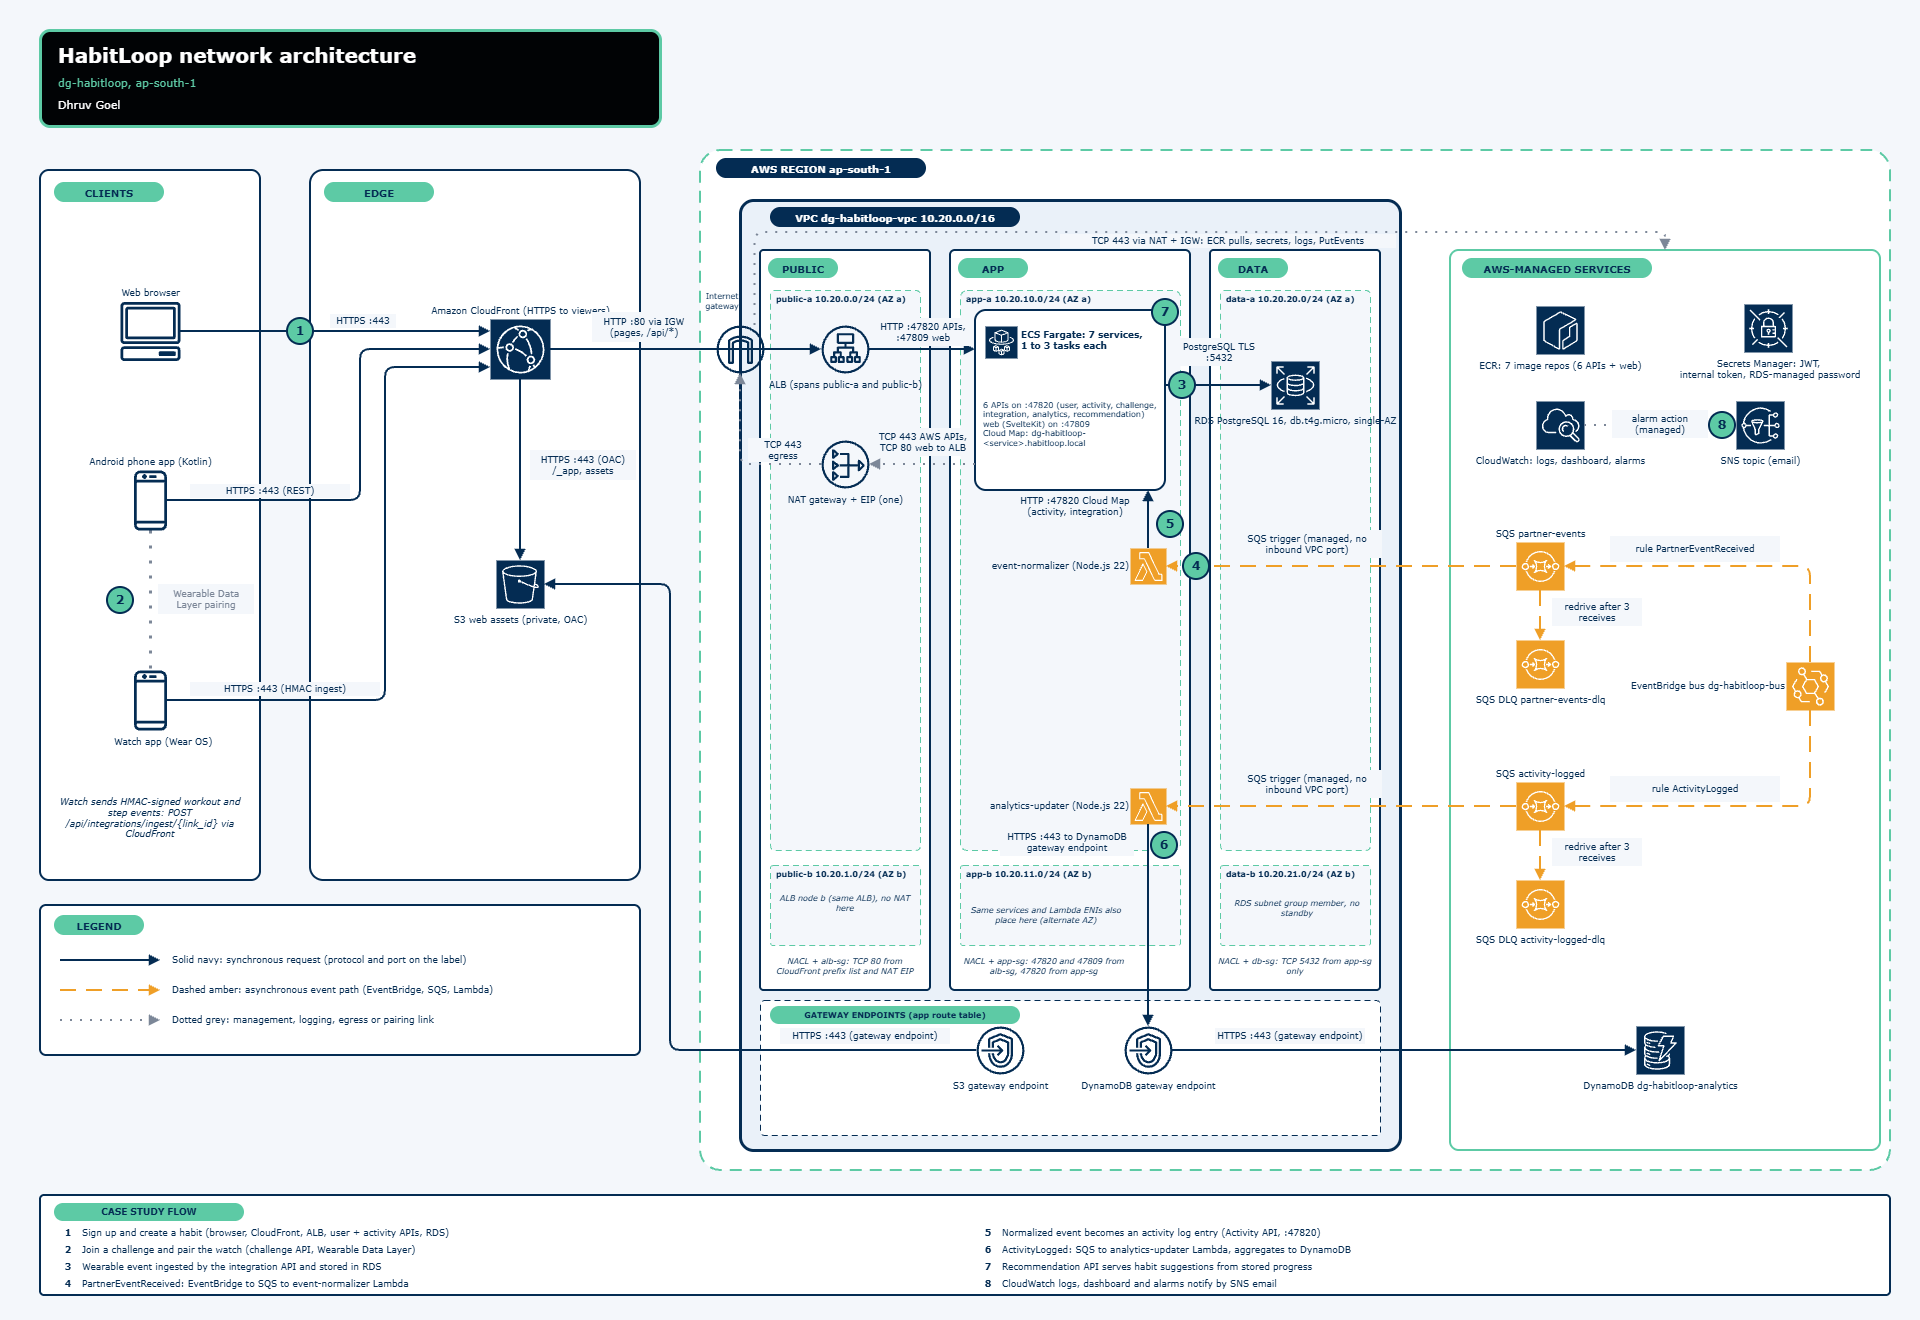 HabitLoop network architecture
dg-habitloop, ap-south-1
Dhruv Goel
CLIENTS
Web browser
Android phone app (Kotlin)
2
Wearable Data
Layer pairing
Watch app (Wear OS)
Watch sends HMAC-signed workout and
step events: POST
/api/integrations/ingest/{link_id} via
CloudFront
1
HTTPS :443
HTTPS :443 (REST)
HTTPS :443 (HMAC ingest)
EDGE
Amazon CloudFront (HTTPS to viewers)
HTTPS :443 (OAC)
/_app, assets
S3 web assets (private, OAC)
HTTP :80 via IGW
(pages, /api/*)
AWS REGION ap-south-1
VPC dg-habitloop-vpc 10.20.0.0/16
TCP 443 via NAT + IGW: ECR pulls, secrets, logs, PutEvents
Internet
gateway
PUBLIC
public-a 10.20.0.0/24 (AZ a)
ALB (spans public-a and public-b)
TCP 443
egress
NAT gateway + EIP (one)
public-b 10.20.1.0/24 (AZ b)
ALB node b (same ALB), no NAT
here
NACL + alb-sg: TCP 80 from
CloudFront prefix list and NAT EIP
HTTP :47820 APIs,
:47809 web
TCP 443 AWS APIs,
TCP 80 web to ALB
APP
app-a 10.20.10.0/24 (AZ a)
7
ECS Fargate: 7 services,
1 to 3 tasks each
6 APIs on :47820 (user, activity, challenge,
integration, analytics, recommendation)
web (SvelteKit) on :47809
Cloud Map: dg-habitloop-
<service>.habitloop.local
HTTP :47820 Cloud Map
(activity, integration)
5
event-normalizer (Node.js 22)
4
analytics-updater (Node.js 22)
HTTPS :443 to DynamoDB
gateway endpoint
6
app-b 10.20.11.0/24 (AZ b)
Same services and Lambda ENIs also
place here (alternate AZ)
NACL + app-sg: 47820 and 47809 from
alb-sg, 47820 from app-sg
DATA
data-a 10.20.20.0/24 (AZ a)
PostgreSQL TLS
:5432
3
RDS PostgreSQL 16, db.t4g.micro, single-AZ
SQS trigger (managed, no
inbound VPC port)
SQS trigger (managed, no
inbound VPC port)
data-b 10.20.21.0/24 (AZ b)
RDS subnet group member, no
standby
NACL + db-sg: TCP 5432 from app-sg
only
GATEWAY ENDPOINTS (app route table)
HTTPS :443 (gateway endpoint)
S3 gateway endpoint
DynamoDB gateway endpoint
HTTPS :443 (gateway endpoint)
AWS-MANAGED SERVICES
ECR: 7 image repos (6 APIs + web)
Secrets Manager: JWT,
internal token, RDS-managed password
alarm action
(managed)
8
CloudWatch: logs, dashboard, alarms
SNS topic (email)
SQS partner-events
rule PartnerEventReceived
redrive after 3
receives
SQS DLQ partner-events-dlq
EventBridge bus dg-habitloop-bus
SQS activity-logged
rule ActivityLogged
redrive after 3
receives
SQS DLQ activity-logged-dlq
DynamoDB dg-habitloop-analytics
LEGEND
Solid navy: synchronous request (protocol and port on the label)
Dashed amber: asynchronous event path (EventBridge, SQS, Lambda)
Dotted grey: management, logging, egress or pairing link
CASE STUDY FLOW
1 Sign up and create a habit (browser, CloudFront, ALB, user + activity APIs, RDS)
2 Join a challenge and pair the watch (challenge API, Wearable Data Layer)
3 Wearable event ingested by the integration API and stored in RDS
4 PartnerEventReceived: EventBridge to SQS to event-normalizer Lambda
5 Normalized event becomes an activity log entry (Activity API, :47820)
6 ActivityLogged: SQS to analytics-updater Lambda, aggregates to DynamoDB
7 Recommendation API serves habit suggestions from stored progress
8 CloudWatch logs, dashboard and alarms notify by SNS email